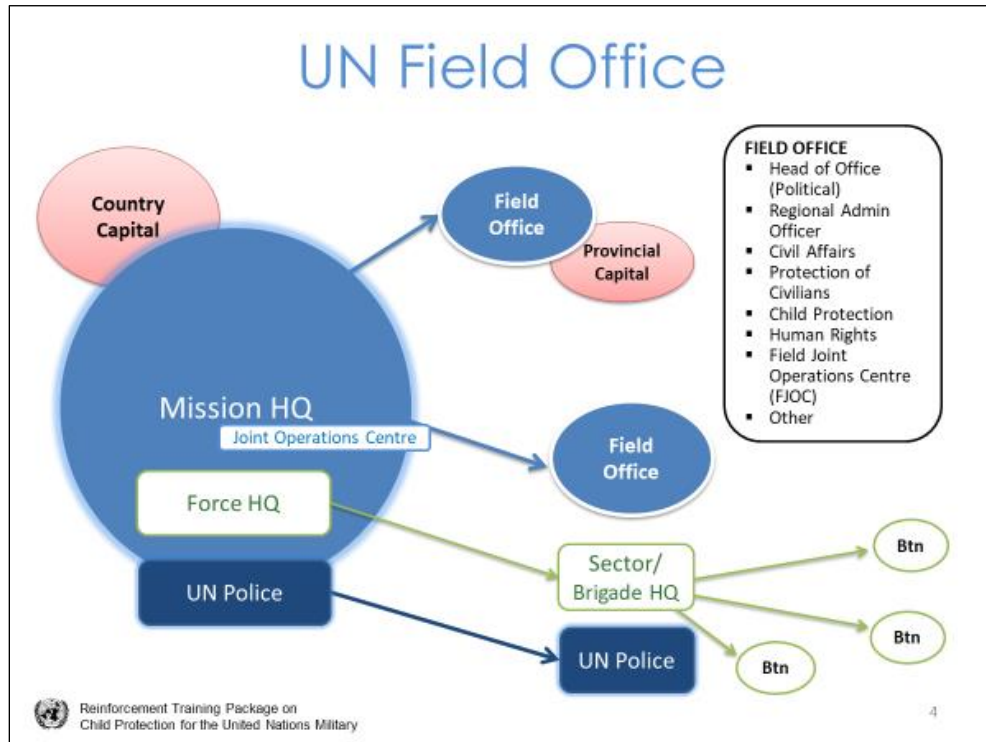 UN Field Office
Country
Capital
Field
Office
Provincial
Capital
FIELD OFFICE
▪ Head of Office
(Political)
▪ Regional Admin
Officer
▪ Civil Affairs
▪ Protection of
Civilians
▪ Child Protection
▪ Human Rights
▪ Field Joint
Operations Centre
(FJOC)
▪ Other
Mission HQ
Joint Operations Centre
Field
Office
Force HQ
UN Police
Sector/
Brigade HQ
UN Police
Btn
Btn
Btn
Reinforcement Training Package on
Child Protection for the United Nations Military
4